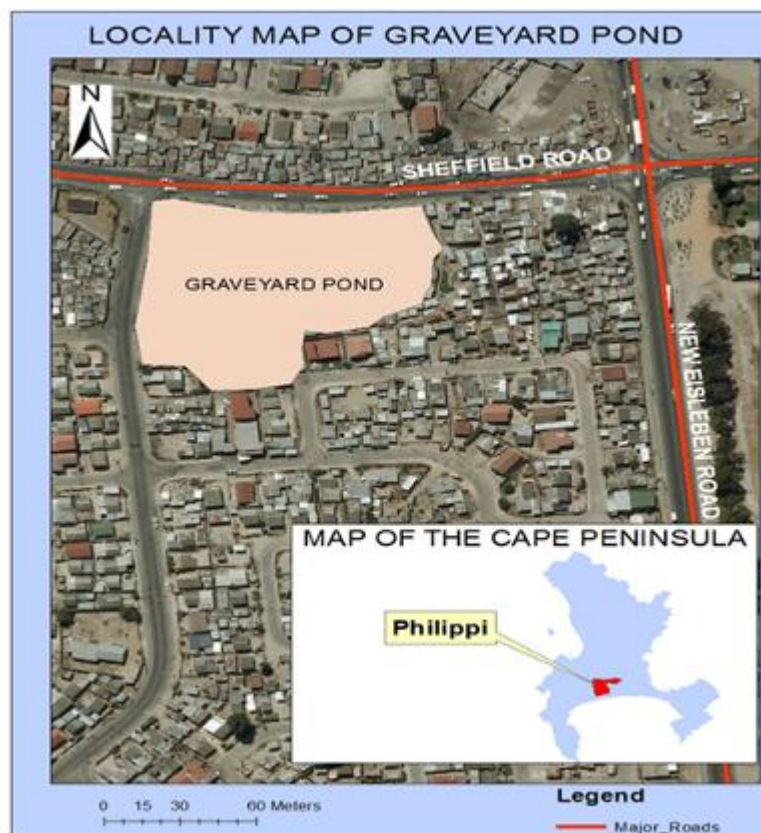 LOCALITY MAP OF GRAVEYARD POND
N
SHEFFIELD ROAD
GRAVEYARD POND
NEW EISLEBEN ROAD
MAP OF THE CAPE PENINSULA
Philippi
0 15 30 60 Meters
Legend
Major_Roads